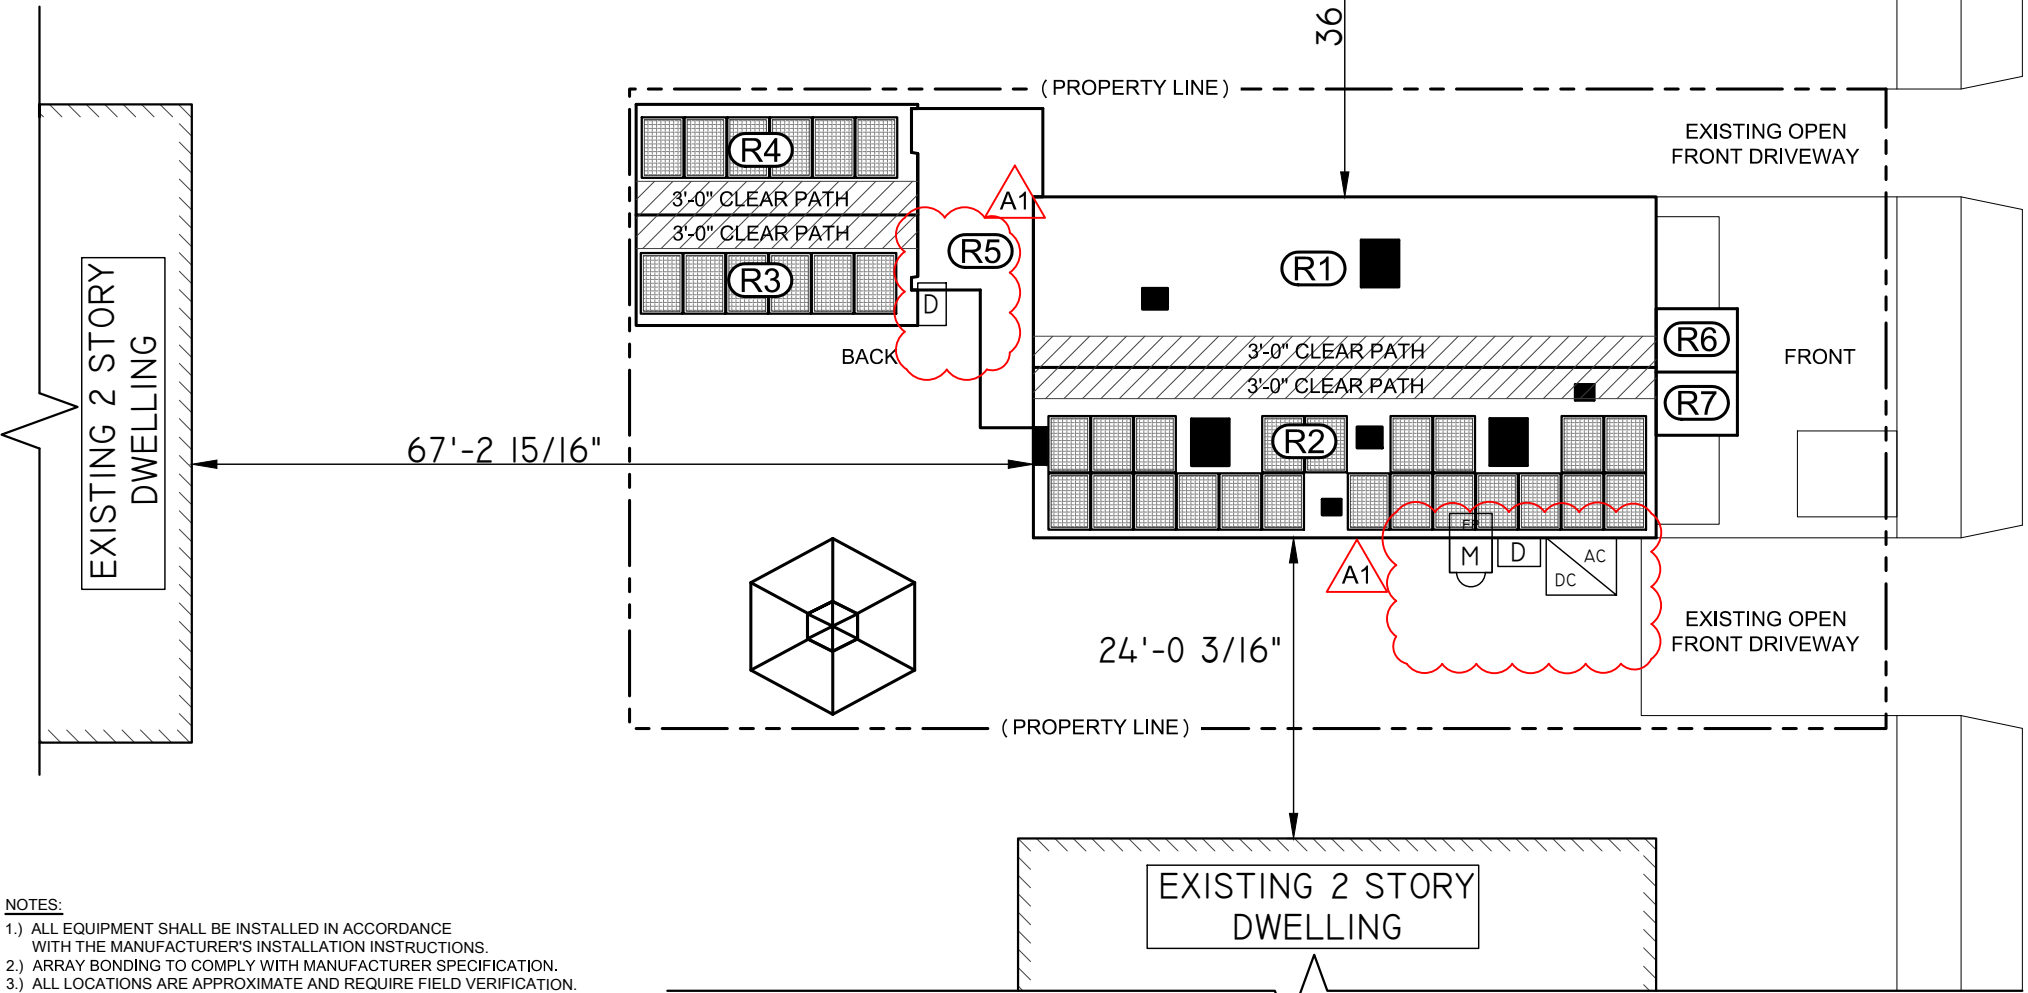 36
( PROPERTY LINE )
EXISTING OPEN
FRONT DRIVEWAY
R4
3'-0" CLEAR PATH
3'-0" CLEAR PATH
R3
A1
R5
D
BACK
R1
3'-0" CLEAR PATH
3'-0" CLEAR PATH
R6
R7
FRONT
R2
EXISTING 2 STORY
DWELLING
67'-2 15/16"
EP
M
D
AC
DC
A1
24'-0 3/16"
EXISTING OPEN
FRONT DRIVEWAY
( PROPERTY LINE )
EXISTING 2 STORY
DWELLING
NOTES:
1.) ALL EQUIPMENT SHALL BE INSTALLED IN ACCORDANCE
WITH THE MANUFACTURER'S INSTALLATION INSTRUCTIONS.
2.) ARRAY BONDING TO COMPLY WITH MANUFACTURER SPECIFICATION.
3.) ALL LOCATIONS ARE APPROXIMATE AND REQUIRE FIELD VERIFICATION.